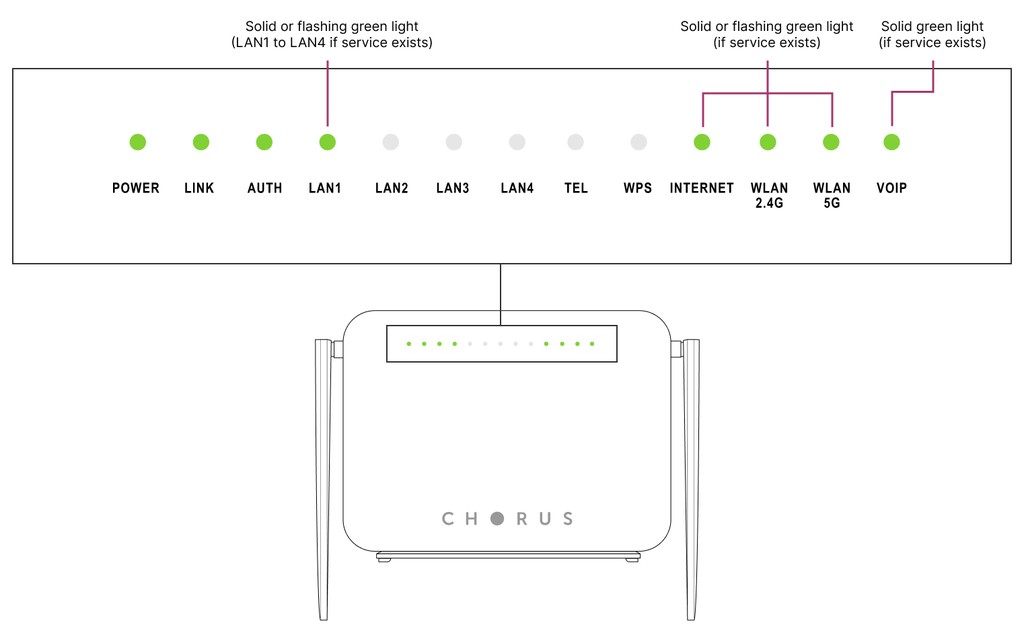 Solid or flashing green light
(LAN1 to LAN4 if service exists)
Solid or flashing green light
(if service exists)
Solid green light
(if service exists)
POWER LINK AUTH LAN1 LAN2 LAN3 LAN4 TEL WPS INTERNET WLAN 2.4G WLAN 5G VOIP
CHORUS